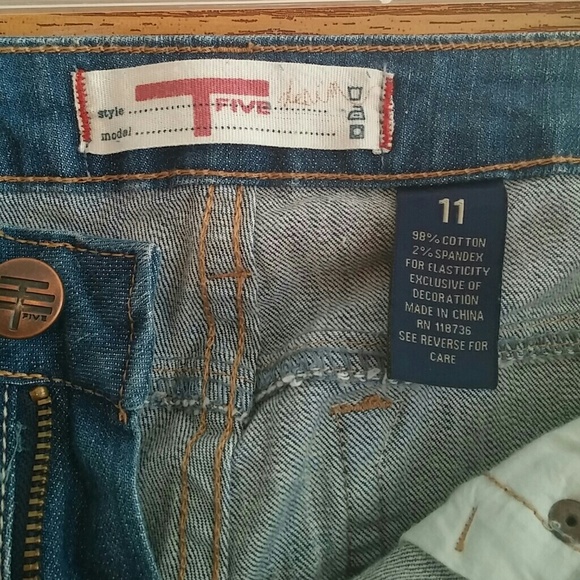 style
T FIVE
design
model
11
98% COTTON
2% SPANDEX
FOR ELASTICITY
EXCLUSIVE OF
DECORATION
MADE IN CHINA
RN 118736
SEE REVERSE FOR
CARE
T FIVE